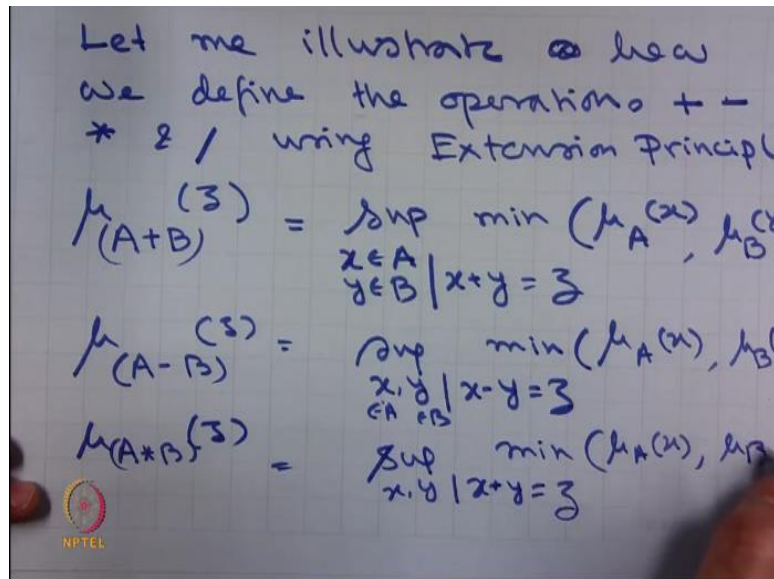 Let me illustrate how
we define the operations + -
* & / using Extension Principl
μ(A+B)(z) = sup min (μA(x), μB(
x ∈ A
y ∈ B | x+y = z
μ(A-B)(z) = sup min (μA(x), μB(
x, y | x-y = z
∈A ∈B
μ(A*B)(z) = sup min (μA(x), μB
x, y | x*y = z
NPTEL